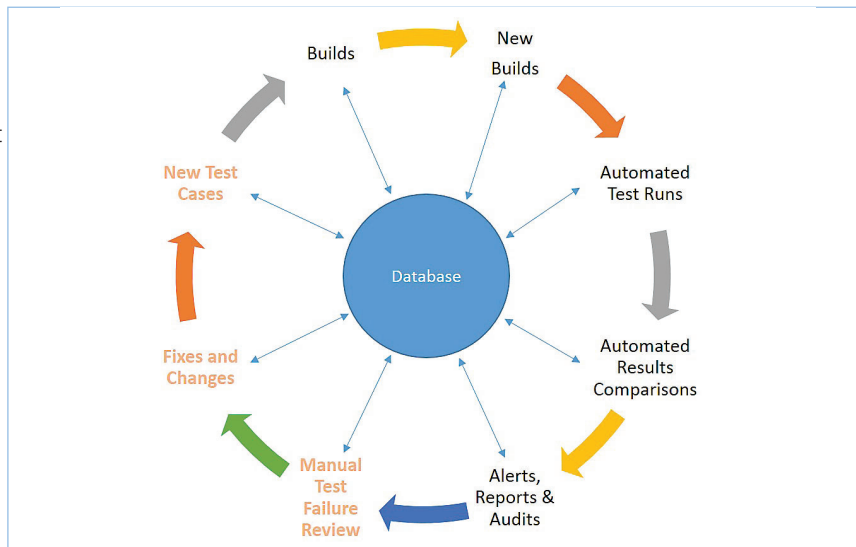 Builds
New
Builds
Automated
Test Runs
Automated
Results
Comparisons
Alerts,
Reports &
Audits
Manual
Test
Failure
Review
Fixes and
Changes
New Test
Cases
Database